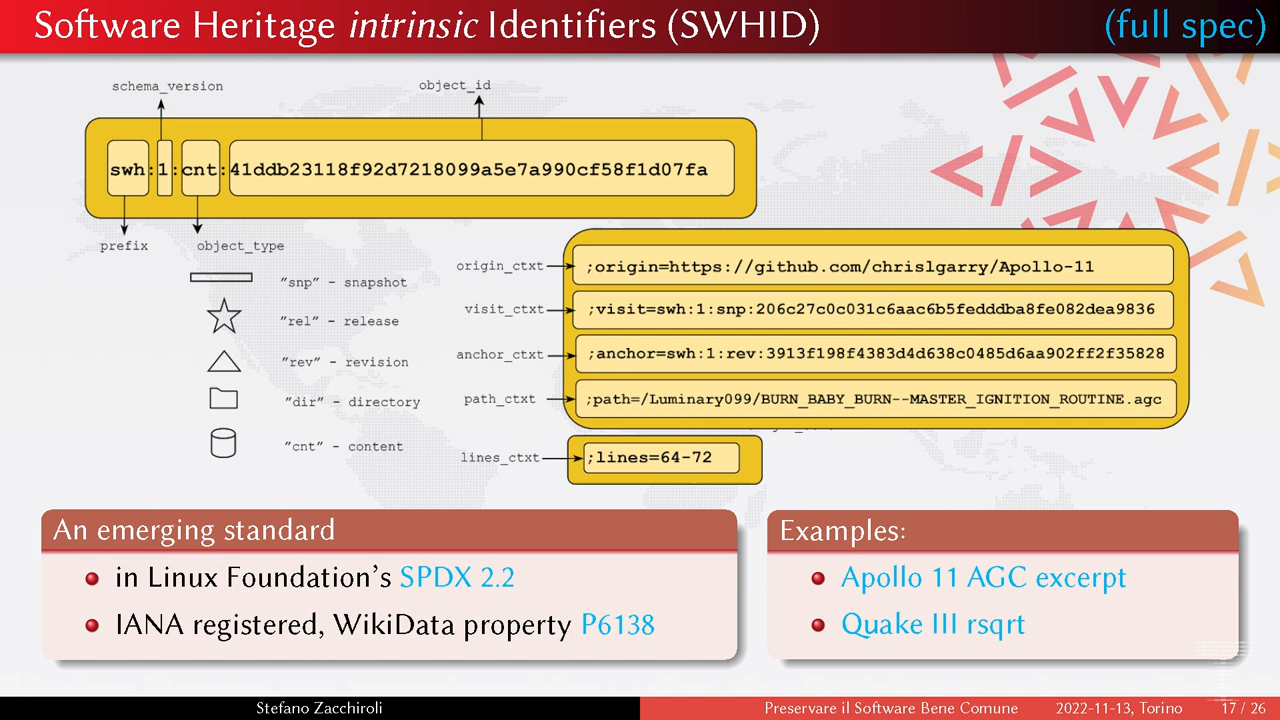 Software Heritage intrinsic Identifiers (SWHID) (full spec)
schema_version object_id
swh:1:cnt:41ddb23118f92d7218099a5e7a990cf58f1d07fa
prefix object_type
"snp" - snapshot
"rel" - release
"rev" - revision
"dir" - directory
"cnt" - content
origin_ctxt ;origin=https://github.com/chrislgarry/Apollo-11
visit_ctxt ;visit=swh:1:snp:206c27c0c031c6aac6b5fedddba8fe082dea9836
anchor_ctxt ;anchor=swh:1:rev:3913f198f4383d4d638c0485d6aa902ff2f35828
path_ctxt ;path=/Luminary099/BURN_BABY_BURN--MASTER_IGNITION_ROUTINE.agc
lines_ctxt ;lines=64-72
An emerging standard
in Linux Foundation's SPDX 2.2
IANA registered, WikiData property P6138
Examples:
Apollo 11 AGC excerpt
Quake III rsqrt
Stefano Zacchiroli Preservare il Software Bene Comune 2022-11-13, Torino 17 / 26